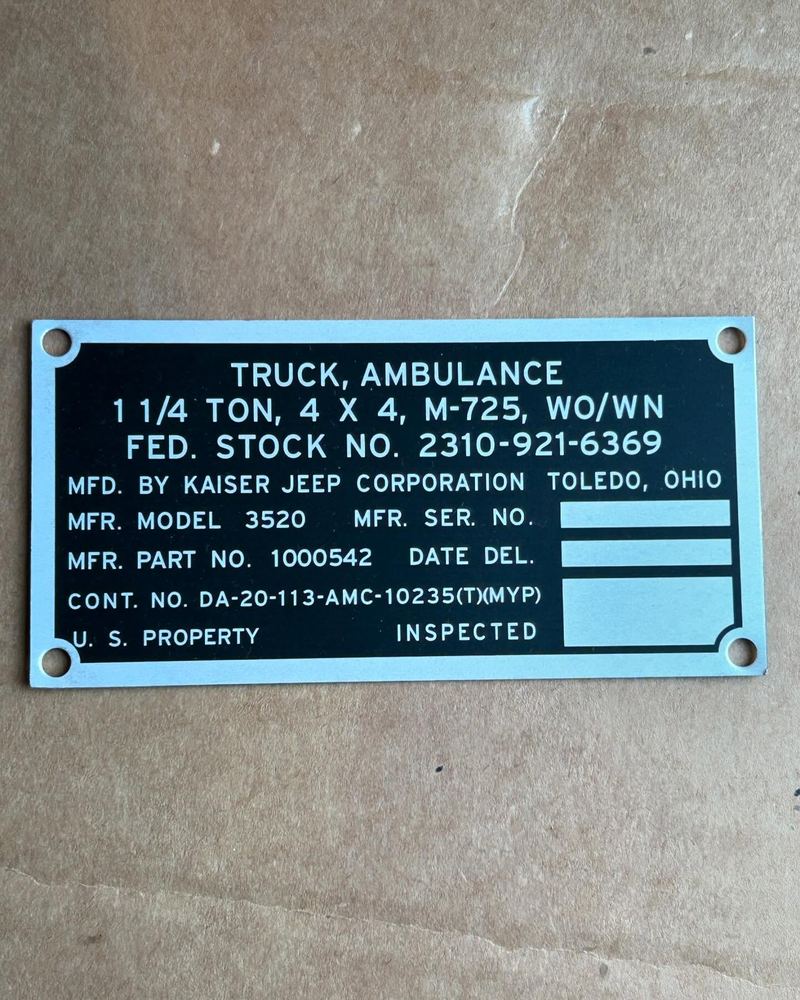 TRUCK, AMBULANCE
1 1/4 TON, 4 X 4, M-725, WO/WN
FED. STOCK NO. 2310-921-6369
MFD. BY KAISER JEEP CORPORATION TOLEDO, OHIO
MFR. MODEL 3520 MFR. SER. NO.
MFR. PART NO. 1000542 DATE DEL.
CONT. NO. DA-20-113-AMC-10235(T)(MYP)
U. S. PROPERTY INSPECTED